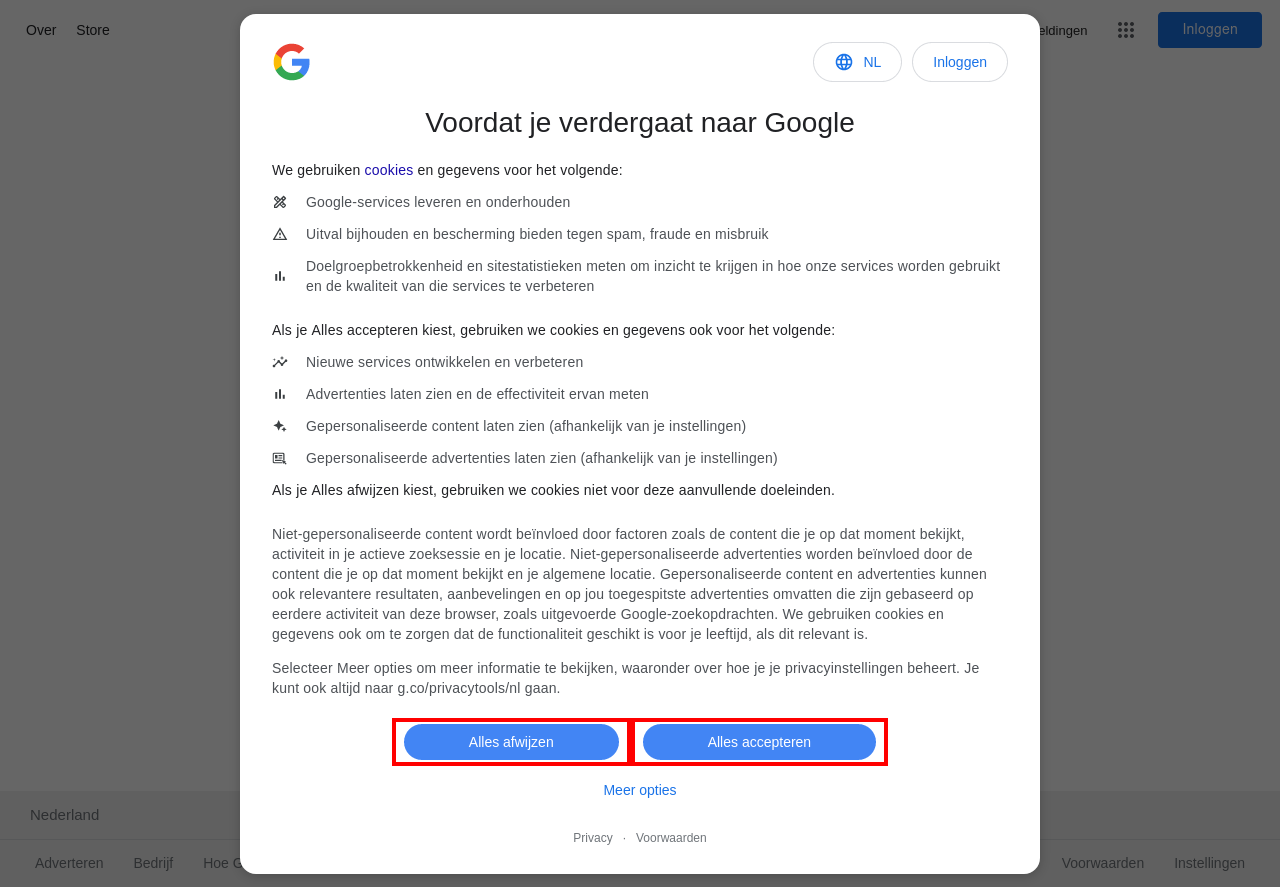 Over Store
Inloggen
NL Inloggen
Voordat je verdergaat naar Google
We gebruiken cookies en gegevens voor het volgende:
Google-services leveren en onderhouden
Uitval bijhouden en bescherming bieden tegen spam, fraude en misbruik
Doelgroepbetrokkenheid en sitestatistieken meten om inzicht te krijgen in hoe onze services worden gebruikt
en de kwaliteit van die services te verbeteren
Als je Alles accepteren kiest, gebruiken we cookies en gegevens ook voor het volgende:
Nieuwe services ontwikkelen en verbeteren
Advertenties laten zien en de effectiviteit ervan meten
Gepersonaliseerde content laten zien (afhankelijk van je instellingen)
Gepersonaliseerde advertenties laten zien (afhankelijk van je instellingen)
Als je Alles afwijzen kiest, gebruiken we cookies niet voor deze aanvullende doeleinden.
Niet-gepersonaliseerde content wordt beïnvloed door factoren zoals de content die je op dat moment bekijkt,
activiteit in je actieve zoeksessie en je locatie. Niet-gepersonaliseerde advertenties worden beïnvloed door de
content die je op dat moment bekijkt en je algemene locatie. Gepersonaliseerde content en advertenties kunnen
ook relevantere resultaten, aanbevelingen en op jou toegespitste advertenties omvatten die zijn gebaseerd op
eerdere activiteit van deze browser, zoals uitgevoerde Google-zoekopdrachten. We gebruiken cookies en
gegevens ook om te zorgen dat de functionaliteit geschikt is voor je leeftijd, als dit relevant is.
Selecteer Meer opties om meer informatie te bekijken, waaronder over hoe je je privacyinstellingen beheert. Je
kunt ook altijd naar g.co/privacytools/nl gaan.
Alles afwijzen Alles accepteren
Meer opties
Privacy · Voorwaarden
Nederland
Adverteren Bedrijf Hoe Voorwaarden Instellingen